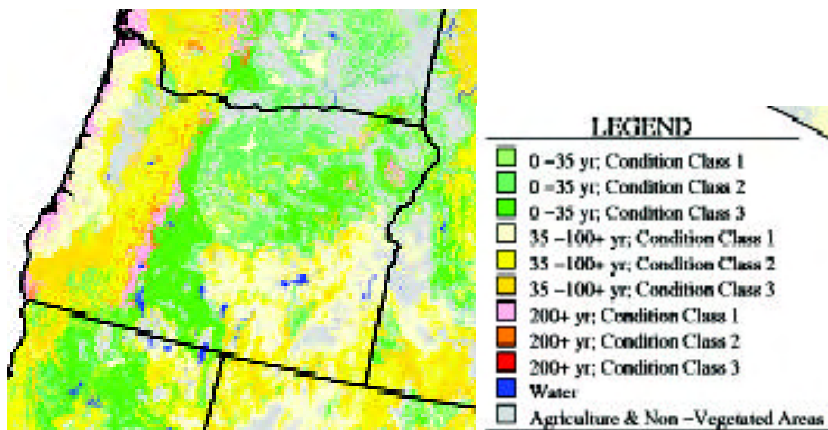 LEGEND
0 –35 yr; Condition Class 1
0 –35 yr; Condition Class 2
0 –35 yr; Condition Class 3
35 –100+ yr; Condition Class 1
35 –100+ yr; Condition Class 2
35 –100+ yr; Condition Class 3
200+ yr; Condition Class 1
200+ yr; Condition Class 2
200+ yr; Condition Class 3
Water
Agriculture & Non –Vegetated Areas